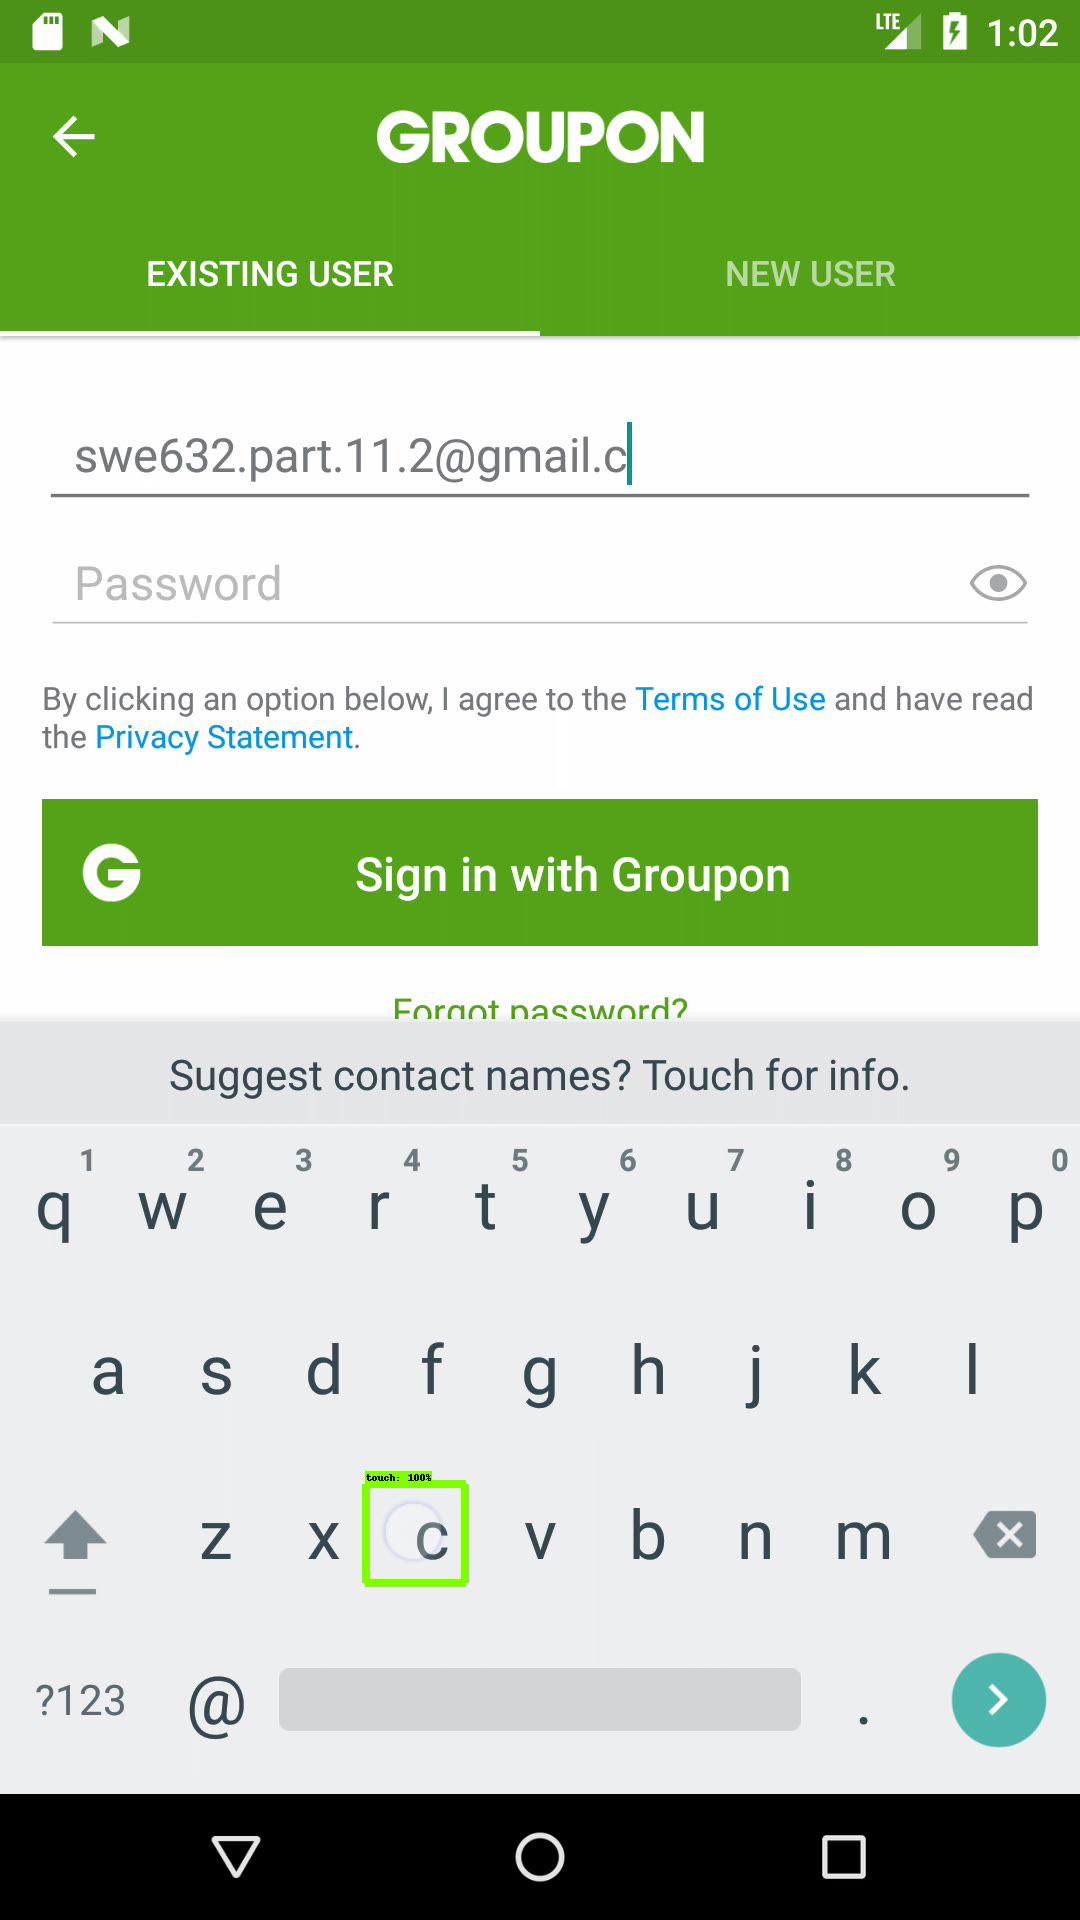 LTE 1:02
GROUPON
EXISTING USER NEW USER
swe632.part.11.2@gmail.c
Password
By clicking an option below, I agree to the Terms of Use and have read
the Privacy Statement.
G Sign in with Groupon
Forgot password?
Suggest contact names? Touch for info.
1 2 3 4 5 6 7 8 9 0
q w e r t y u i o p
a s d f g h j k l
touch: 100%
z x c v b n m
?123 @ .